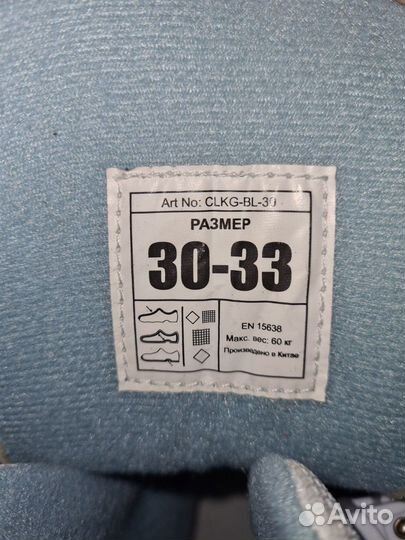 Art No: CLKG-BL-30
РАЗМЕР
30-33
EN 15638
Макс. вес: 60 кг
Произведено в Китае
Avito